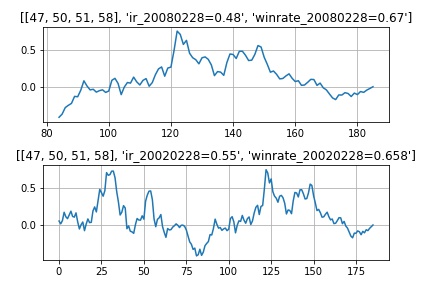 [[47, 50, 51, 58], 'ir_20080228=0.48', 'winrate_20080228=0.67']
0.5
0.0
80 100 120 140 160 180
[[47, 50, 51, 58], 'ir_20020228=0.55', 'winrate_20020228=0.658']
0.5
0.0
0 25 50 75 100 125 150 175